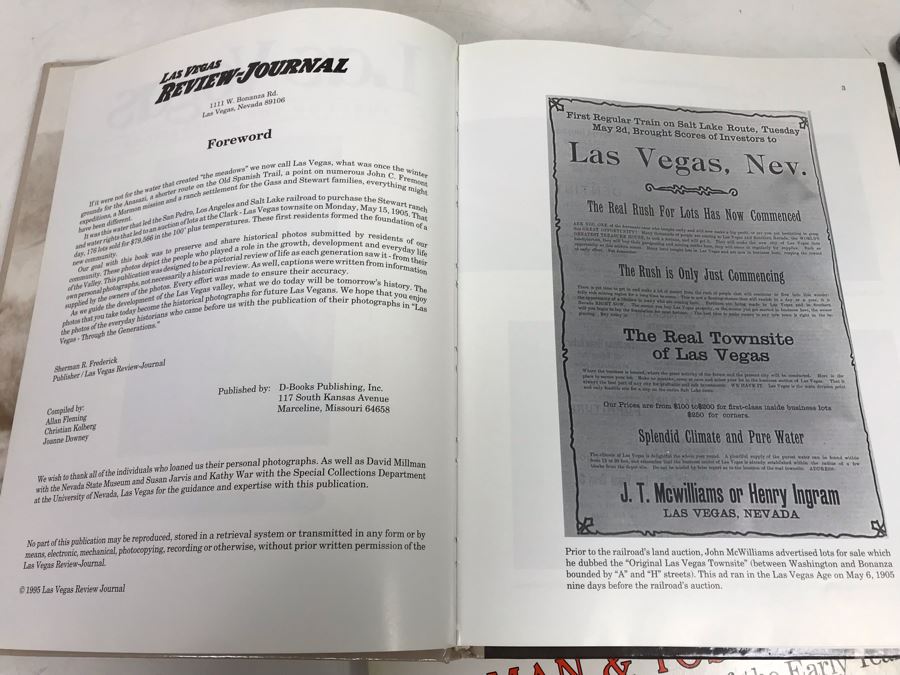 LAS VEGAS
REVIEW-JOURNAL
1111 W. Bonanza Rd.
Las Vegas, Nevada 89106
Foreword
If it were not for the water that created "the meadows" we now call Las Vegas, what was once the winter
grounds for the Anasazi, a shorter route on the Old Spanish Trail, a point on numerous John C. Fremont
expeditions, a Mormon mission and a ranch settlement for the Gass and Stewart families, everything might
have been different.
It was this water that led the San Pedro, Los Angeles and Salt Lake railroad to purchase the Stewart ranch
and water rights that led to an auction of lots at the Clark - Las Vegas townsite on Monday, May 15, 1905. That
day, 176 lots sold for $79,566 in the 100° plus temperatures. These first residents formed the foundation of a
new community.
Our goal with this book was to preserve and share historical photos submitted by residents of our
community. These photos depict the people who played a role in the growth, development and everyday life
of the Valley. This publication was designed to be a pictorial review of life as each generation saw it - from their
own personal photographs, not necessarily a historical review. As well, captions were written from information
supplied by the owners of the photos. Every effort was made to ensure their accuracy.
As we guide the development of the Las Vegas valley, what we do today will be tomorrow's history. The
photos that you take today become the historical photographs for future Las Vegans. We hope that you enjoy
the photos of the everyday historians who came before us with the publication of their photographs in "Las
Vegas - Through the Generations."
Sherman R. Frederick
Publisher / Las Vegas Review-Journal
Published by: D-Books Publishing, Inc.
117 South Kansas Avenue
Marceline, Missouri 64658
Compiled by:
Allan Fleming
Christian Kolberg
Joanne Downey
We wish to thank all of the individuals who loaned us their personal photographs. As well as David Millman
with the Nevada State Museum and Susan Jarvis and Kathy War with the Special Collections Department
at the University of Nevada, Las Vegas for the guidance and expertise with this publication.
No part of this publication may be reproduced, stored in a retrieval system or transmitted in any form or by
means, electronic, mechanical, photocopying, recording or otherwise, without prior written permission of the
Las Vegas Review-Journal.
© 1995 Las Vegas Review Journal
3
First Regular Train on Salt Lake Route, Tuesday
May 2d, Brought Scores of Investors to
Las Vegas, Nev.
The Real Rush For Lots Has Now Commenced
The Rush is Only Just Commencing
The Real Townsite
of Las Vegas
Our Prices are from $100 to $200 for first-class inside business lots
$250 for corners.
Splendid Climate and Pure Water
J. T. Mcwilliams or Henry Ingram
LAS VEGAS, NEVADA
Prior to the railroad's land auction, John McWilliams advertised lots for sale which
he dubbed the "Original Las Vegas Townsite" (between Washington and Bonanza
bounded by "A" and "H" streets). This ad ran in the Las Vegas Age on May 6, 1905
nine days before the railroad's auction.
MAN &
of the Early